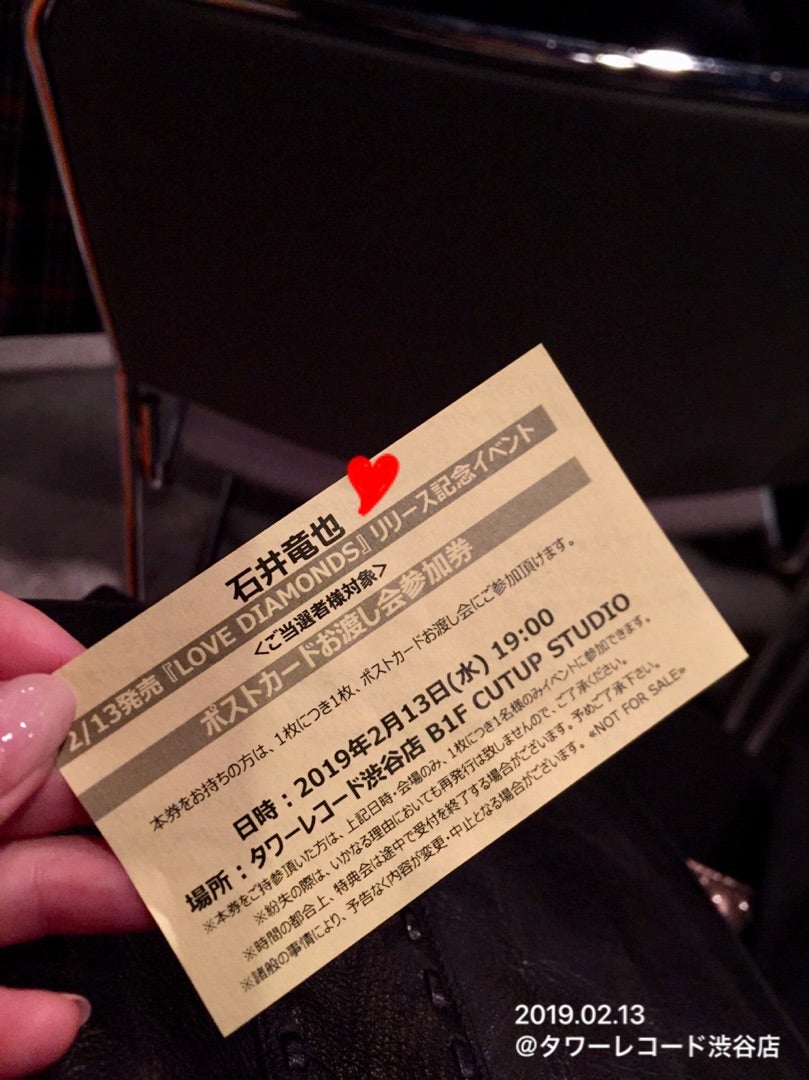 石井竜也
2/13発売『LOVE DIAMONDS』リリース記念イベント
<ご当選者様対象>
ポストカードお渡し会参加券
本券をお持ちの方は、1枚につき1枚、ポストカードお渡し会にご参加頂けます。
日時：2019年2月13日(水) 19:00
場所：タワーレコード渋谷店 B1F CUTUP STUDIO
※本券をご持参頂いた方は、上記日時・会場のみ、1枚につき1名様のみイベントに参加できます。
※紛失の際は、いかなる理由においても再発行は致しませんので、ご了承ください。
※時間の都合上、特典会は途中で受付を終了する場合がございます。予めご了承下さい。
※諸般の事情により、予告なく内容が変更・中止となる場合がございます。 «NOT FOR SALE»
2019.02.13
@タワーレコード渋谷店